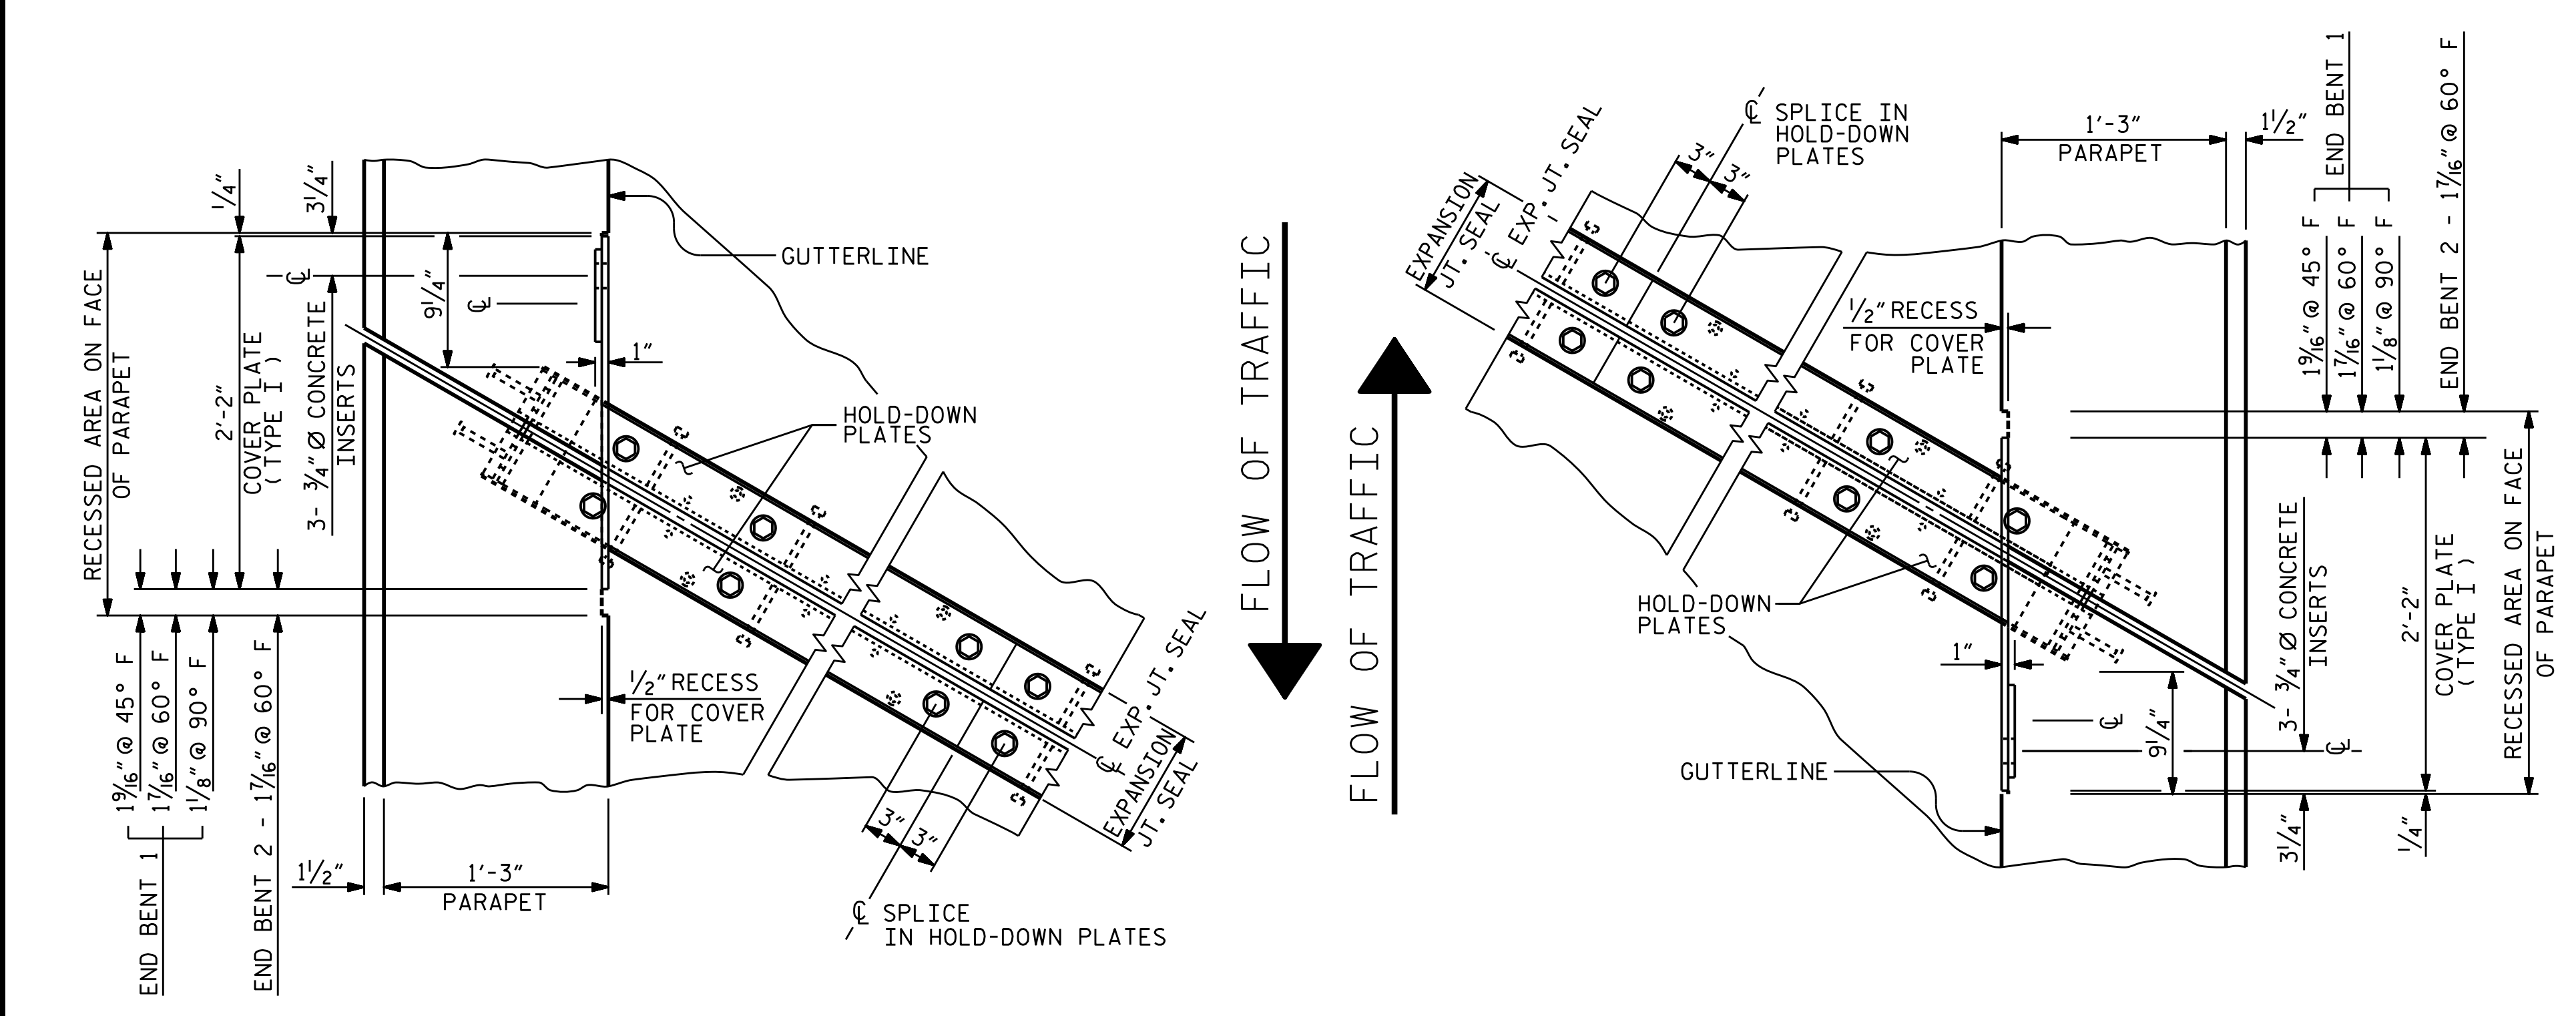 1/4"
3 1/4"
RECESSED AREA ON FACE
OF PARAPET
2'-2"
COVER PLATE
( TYPE I )
3- 3/4" Ø CONCRETE
INSERTS
9 1/4"
℄
℄
1"
GUTTERLINE
HOLD-DOWN
PLATES
1/2" RECESS
FOR COVER
PLATE
1 9/16" @ 45° F
1 7/16" @ 60° F
1 1/8" @ 90° F
END BENT 1
END BENT 2 - 1 7/16" @ 60° F
1 1/2"
1'-3"
PARAPET
3"
3"
℄ SPLICE
IN HOLD-DOWN PLATES
℄ EXP. JT. SEAL
EXPANSION
JT. SEAL
FLOW OF TRAFFIC
FLOW OF TRAFFIC
EXPANSION
JT. SEAL
℄ EXP. JT. SEAL
3"
3"
℄ SPLICE IN
HOLD-DOWN
PLATES
1/2" RECESS
FOR COVER
PLATE
1'-3"
PARAPET
1 1/2"
END BENT 1
1 9/16" @ 45° F
1 7/16" @ 60° F
1 1/8" @ 90° F
END BENT 2 - 1 7/16" @ 60° F
HOLD-DOWN
PLATES
GUTTERLINE
1"
℄
℄
9 1/4"
3- 3/4" Ø CONCRETE
INSERTS
2'-2"
COVER PLATE
( TYPE I )
RECESSED AREA ON FACE
OF PARAPET
3 1/4"
1/4"